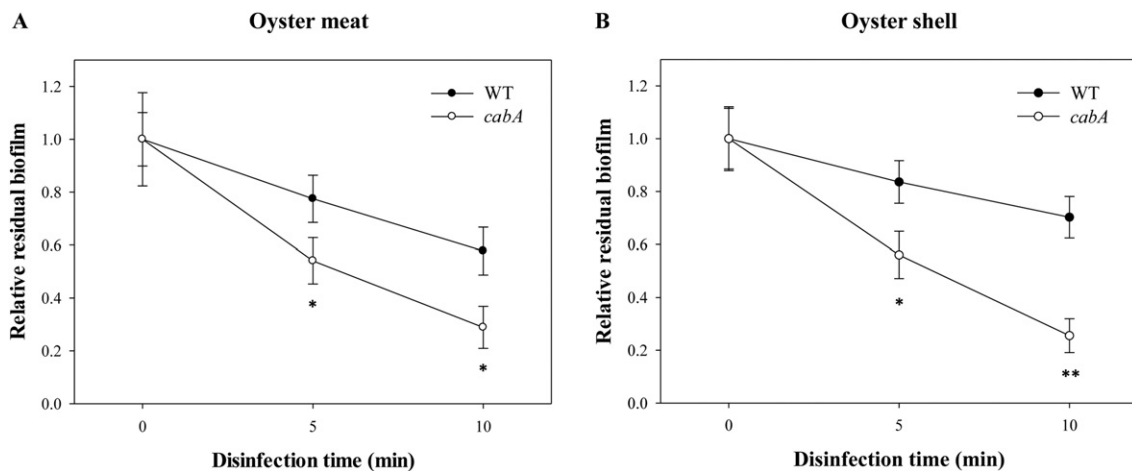 A
Oyster meat
WT
cabA
Relative residual biofilm
1.2
1.0
0.8
0.6
0.4
0.2
0.0
*
*
0
5
10
Disinfection time (min)
B
Oyster shell
WT
cabA
Relative residual biofilm
1.2
1.0
0.8
0.6
0.4
0.2
0.0
*
**
0
5
10
Disinfection time (min)